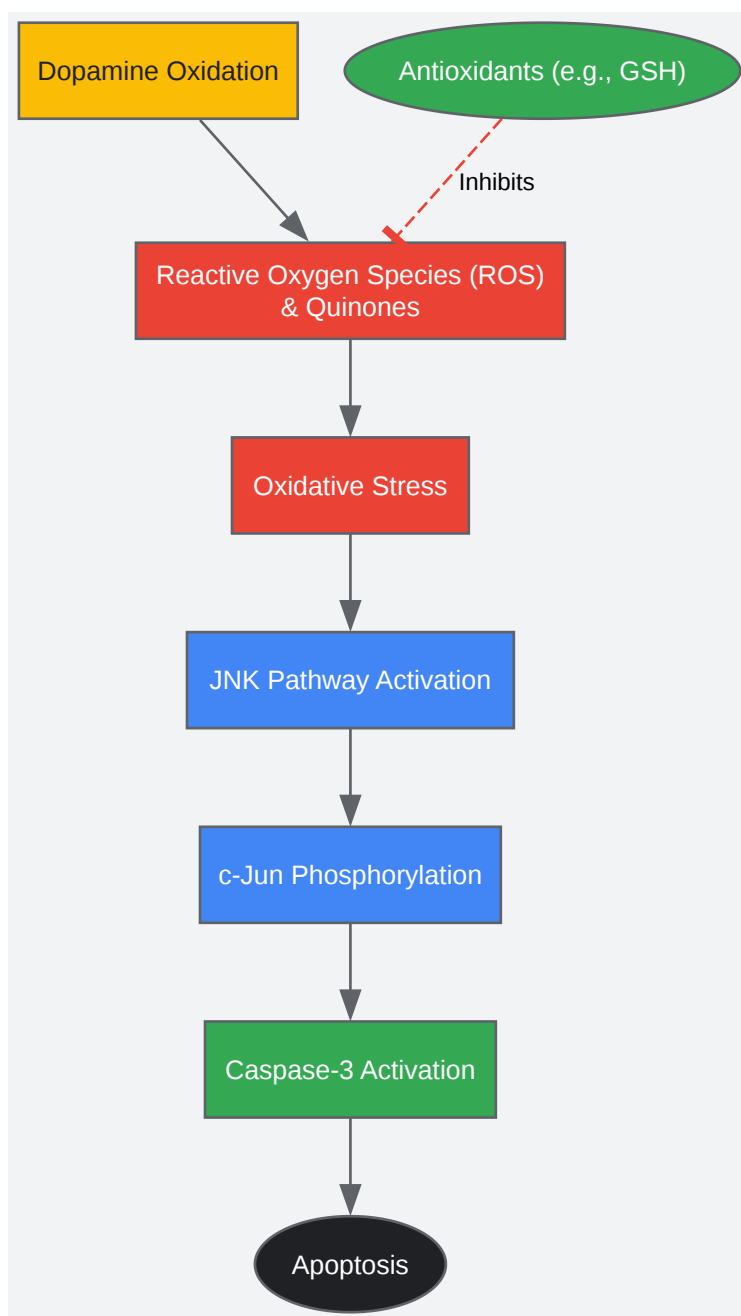 Dopamine Oxidation
Antioxidants (e.g., GSH)
Inhibits
Reactive Oxygen Species (ROS)
& Quinones
Oxidative Stress
JNK Pathway Activation
c-Jun Phosphorylation
Caspase-3 Activation
Apoptosis